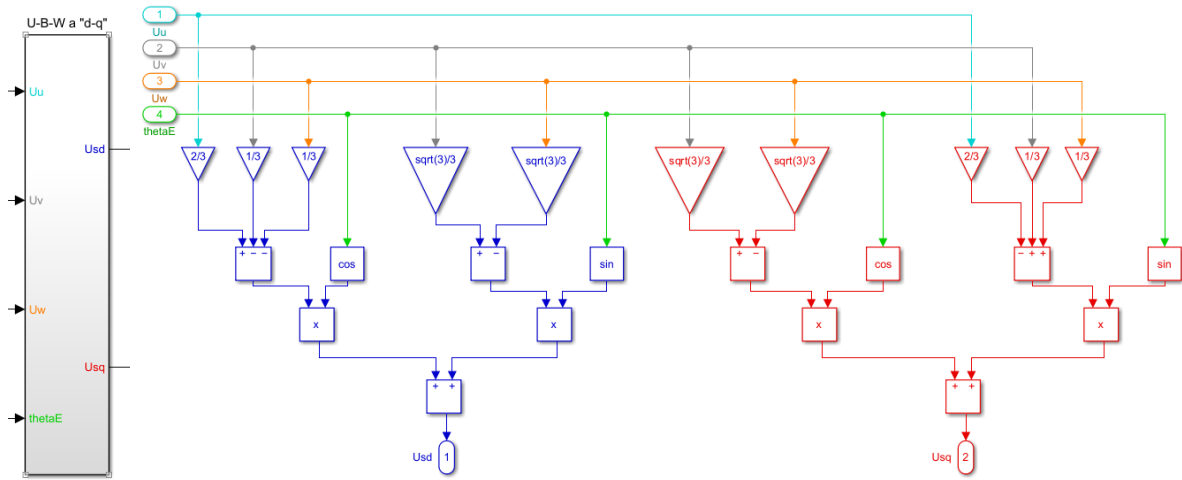 U-B-W a "d-q"
Uu
Uv
Uw
thetaE
Usd
Usq
1
Uu
2
Uv
3
Uw
4
thetaE
2/3
1/3
1/3
sqrt(3)/3
sqrt(3)/3
sqrt(3)/3
sqrt(3)/3
2/3
1/3
1/3
+ − −
cos
+ −
sin
+ −
cos
− + +
sin
x
x
x
x
+ +
+ +
Usd 1
Usq 2